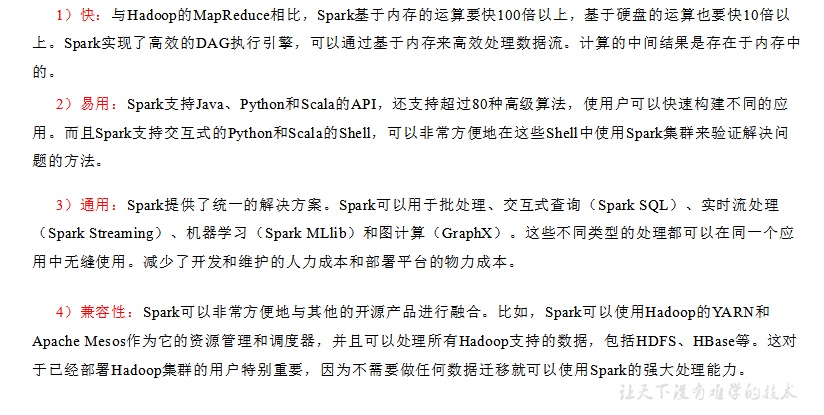 1）快：与Hadoop的MapReduce相比，Spark基于内存的运算要快100倍以上，基于硬盘的运算也要快10倍以
上。Spark实现了高效的DAG执行引擎，可以通过基于内存来高效处理数据流。计算的中间结果是存在于内存中
的。
2）易用：Spark支持Java、Python和Scala的API，还支持超过80种高级算法，使用户可以快速构建不同的应
用。而且Spark支持交互式的Python和Scala的Shell，可以非常方便地在这些Shell中使用Spark集群来验证解决问
题的方法。
3）通用：Spark提供了统一的解决方案。Spark可以用于批处理、交互式查询（Spark SQL）、实时流处理
（Spark Streaming）、机器学习（Spark MLlib）和图计算（GraphX）。这些不同类型的处理都可以在同一个应
用中无缝使用。减少了开发和维护的人力成本和部署平台的物力成本。
4）兼容性：Spark可以非常方便地与其他的开源产品进行融合。比如，Spark可以使用Hadoop的YARN和
Apache Mesos作为它的资源管理和调度器，并且可以处理所有Hadoop支持的数据，包括HDFS、HBase等。这对
于已经部署Hadoop集群的用户特别重要，因为不需要做任何数据迁移就可以使用Spark的强大处理能力。
让天下没有难学的技术